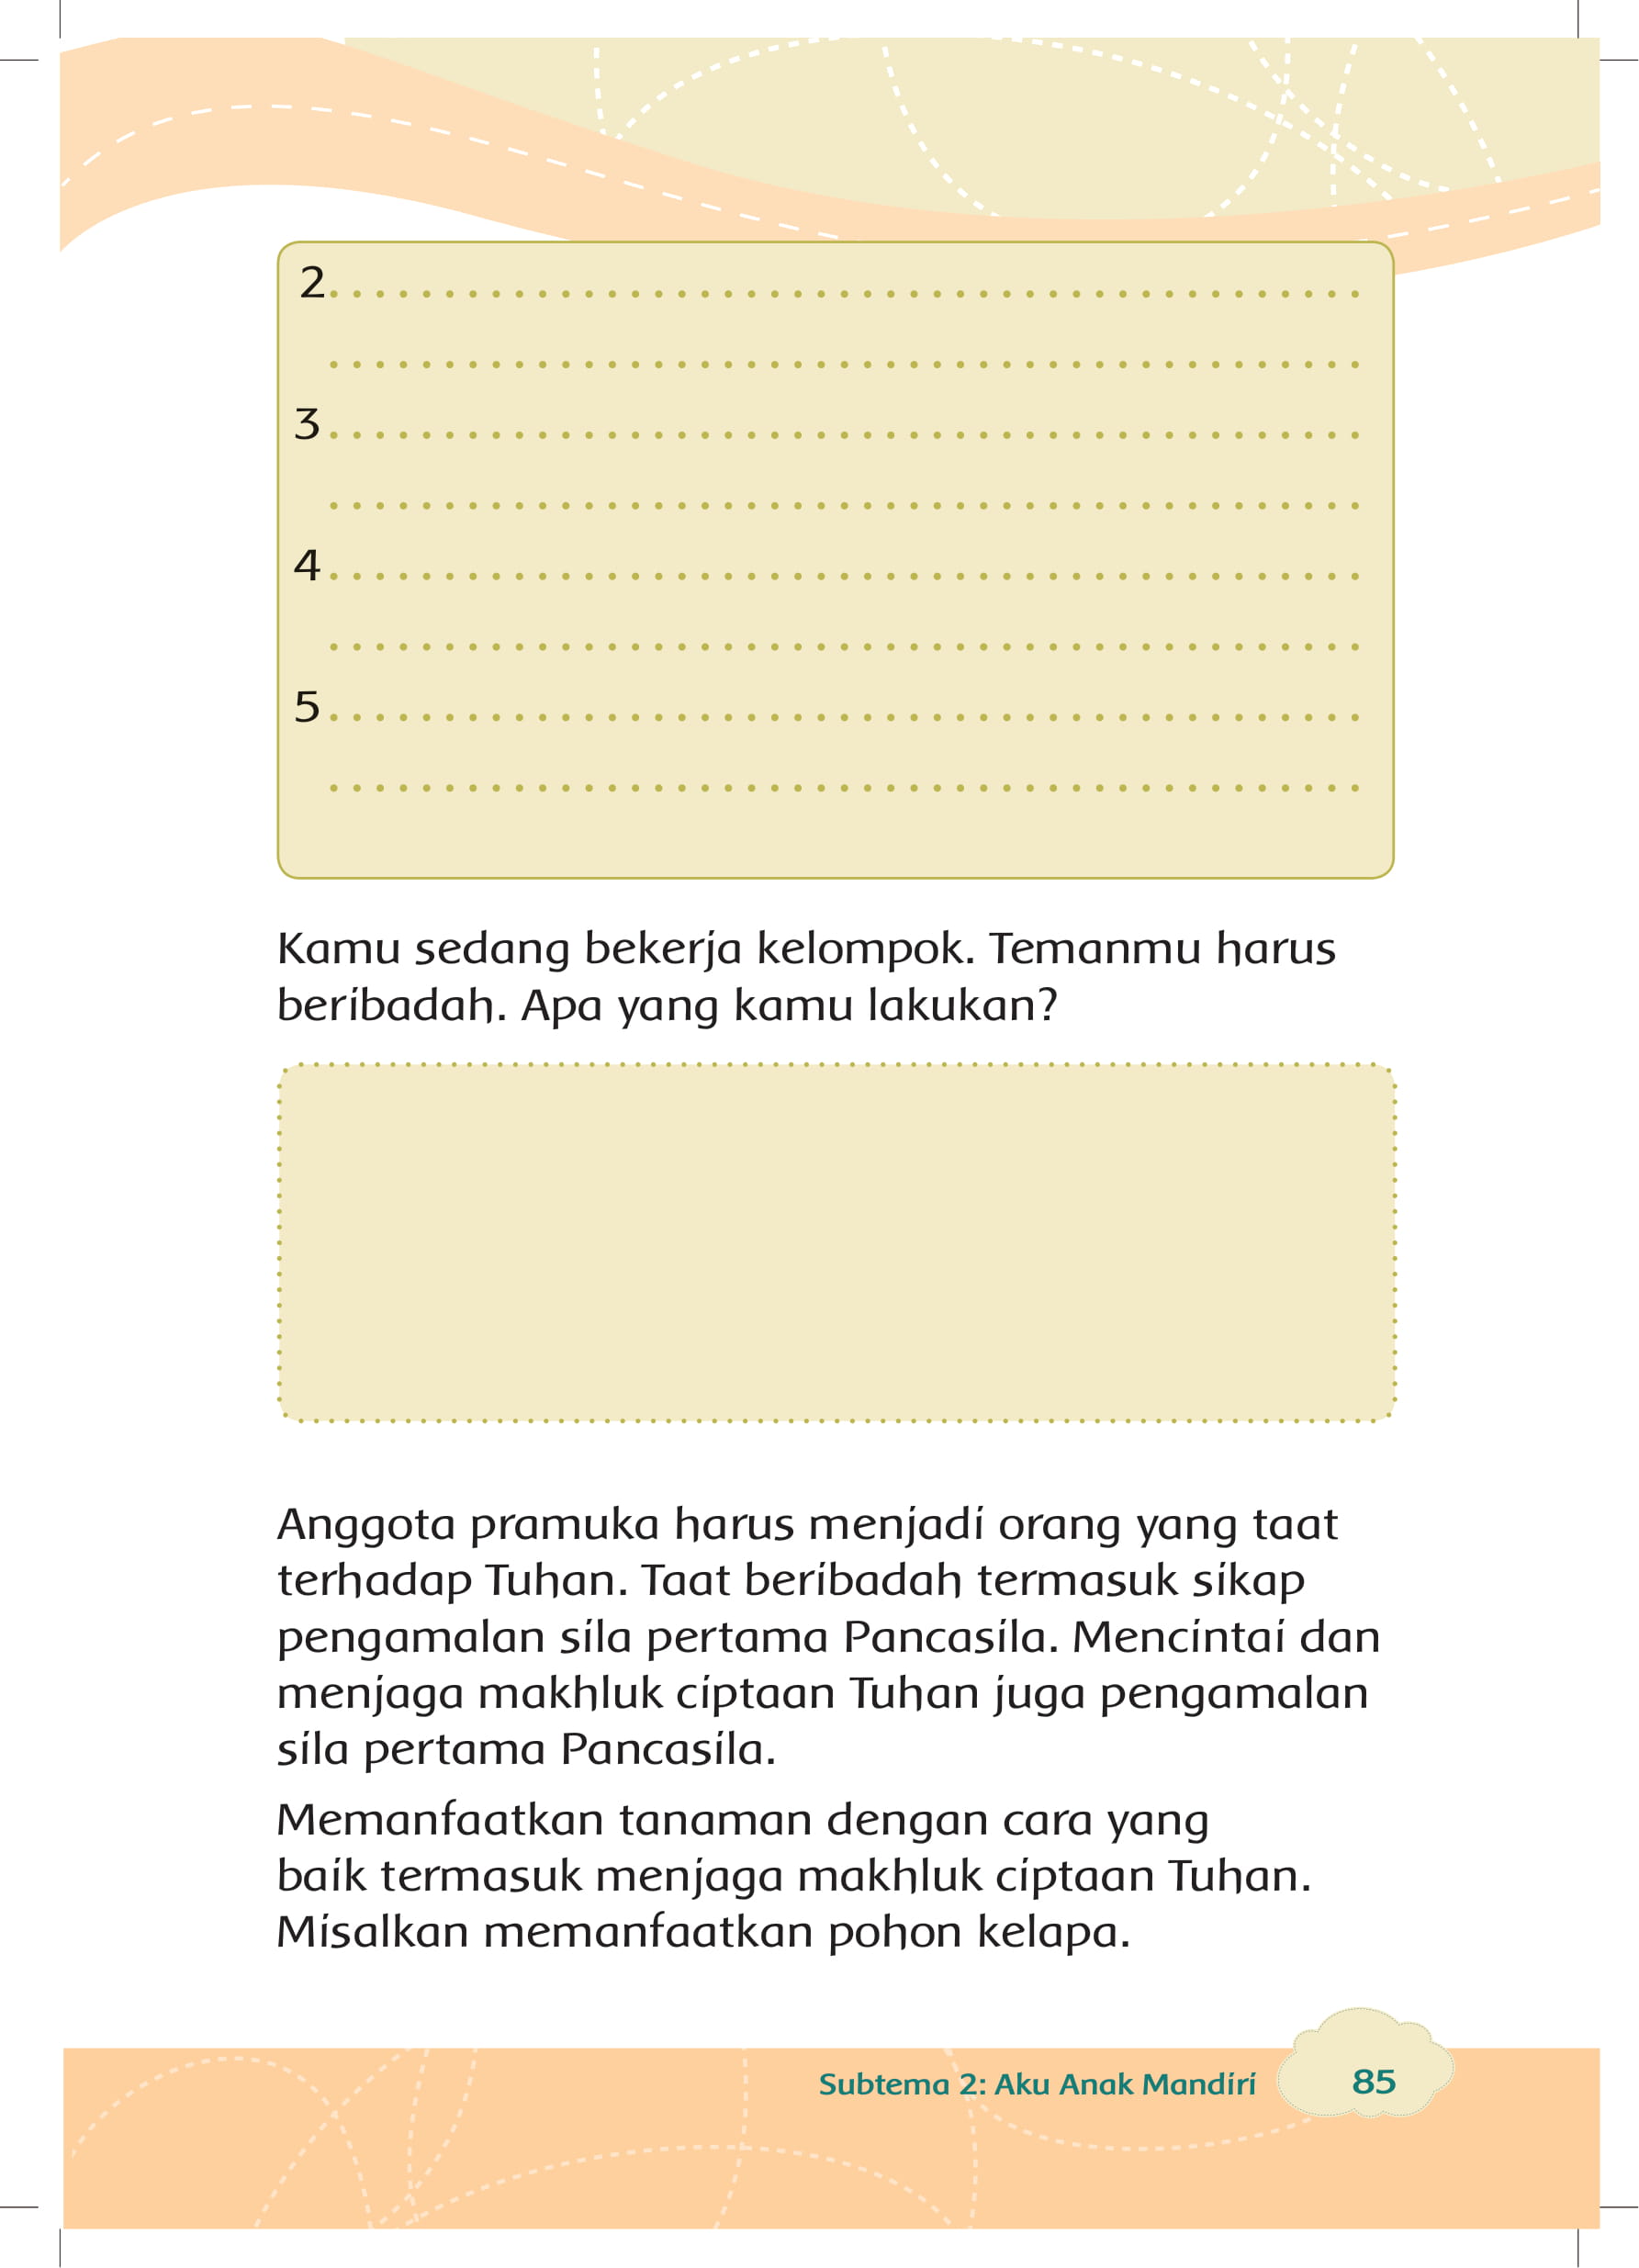 2
3
4
5
Kamu sedang bekerja kelompok. Temanmu harus
beribadah. Apa yang kamu lakukan?
Anggota pramuka harus menjadi orang yang taat
terhadap Tuhan. Taat beribadah termasuk sikap
pengamalan sila pertama Pancasila. Mencintai dan
menjaga makhluk ciptaan Tuhan juga pengamalan
sila pertama Pancasila.
Memanfaatkan tanaman dengan cara yang
baik termasuk menjaga makhluk ciptaan Tuhan.
Misalkan memanfaatkan pohon kelapa.
Subtema 2: Aku Anak Mandiri 85